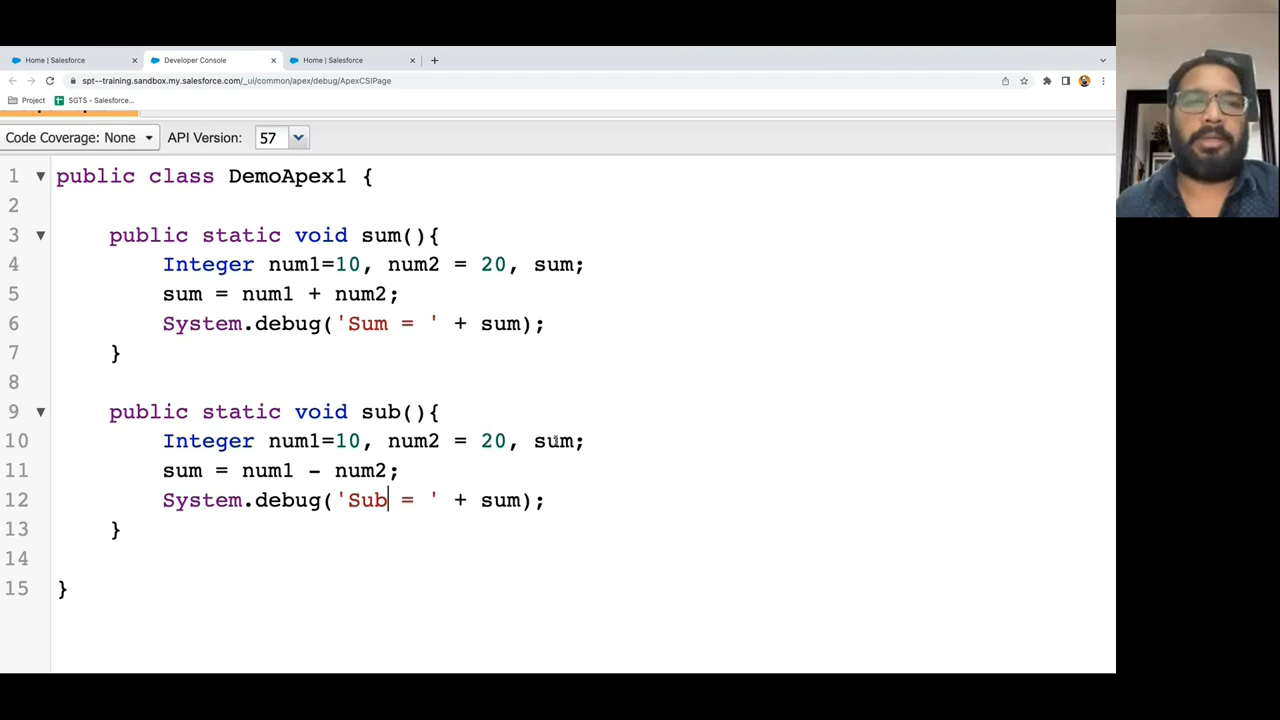 Home | Salesforce
Developer Console
Home | Salesforce
spt--training.sandbox.my.salesforce.com/_ui/common/apex/debug/ApexCSIPage
Project
SGTS - Salesforce...
Code Coverage: None API Version: 57
1 public class DemoApex1 {
2
3 public static void sum(){
4 Integer num1=10, num2 = 20, sum;
5 sum = num1 + num2;
6 System.debug('Sum = ' + sum);
7 }
8
9 public static void sub(){
10 Integer num1=10, num2 = 20, sum;
11 sum = num1 - num2;
12 System.debug('Sub = ' + sum);
13 }
14
15 }